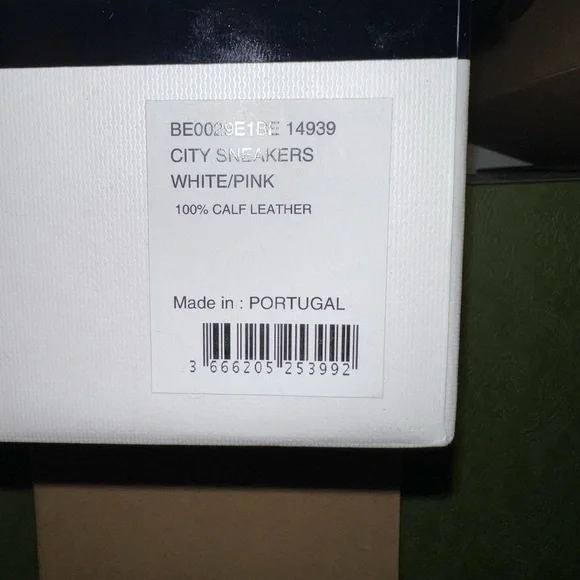 BE0029E1BE 14939
CITY SNEAKERS
WHITE/PINK
100% CALF LEATHER
Made in : PORTUGAL
3 666205 253992